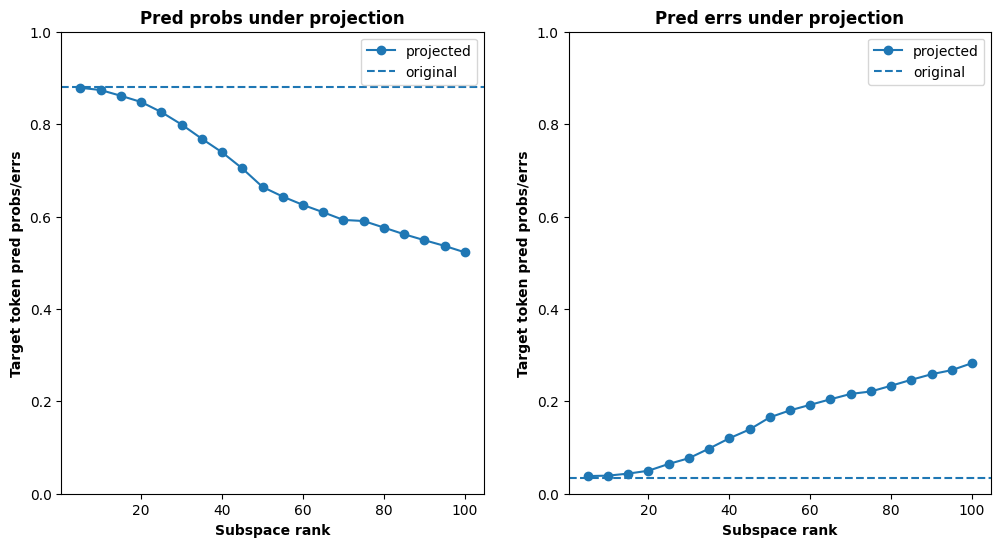 Pred probs under projection
Target token pred probs/errs
1.0
0.8
0.6
0.4
0.2
0.0
projected
original
20
40
60
80
100
Subspace rank
Pred errs under projection
Target token pred probs/errs
1.0
0.8
0.6
0.4
0.2
0.0
projected
original
20
40
60
80
100
Subspace rank